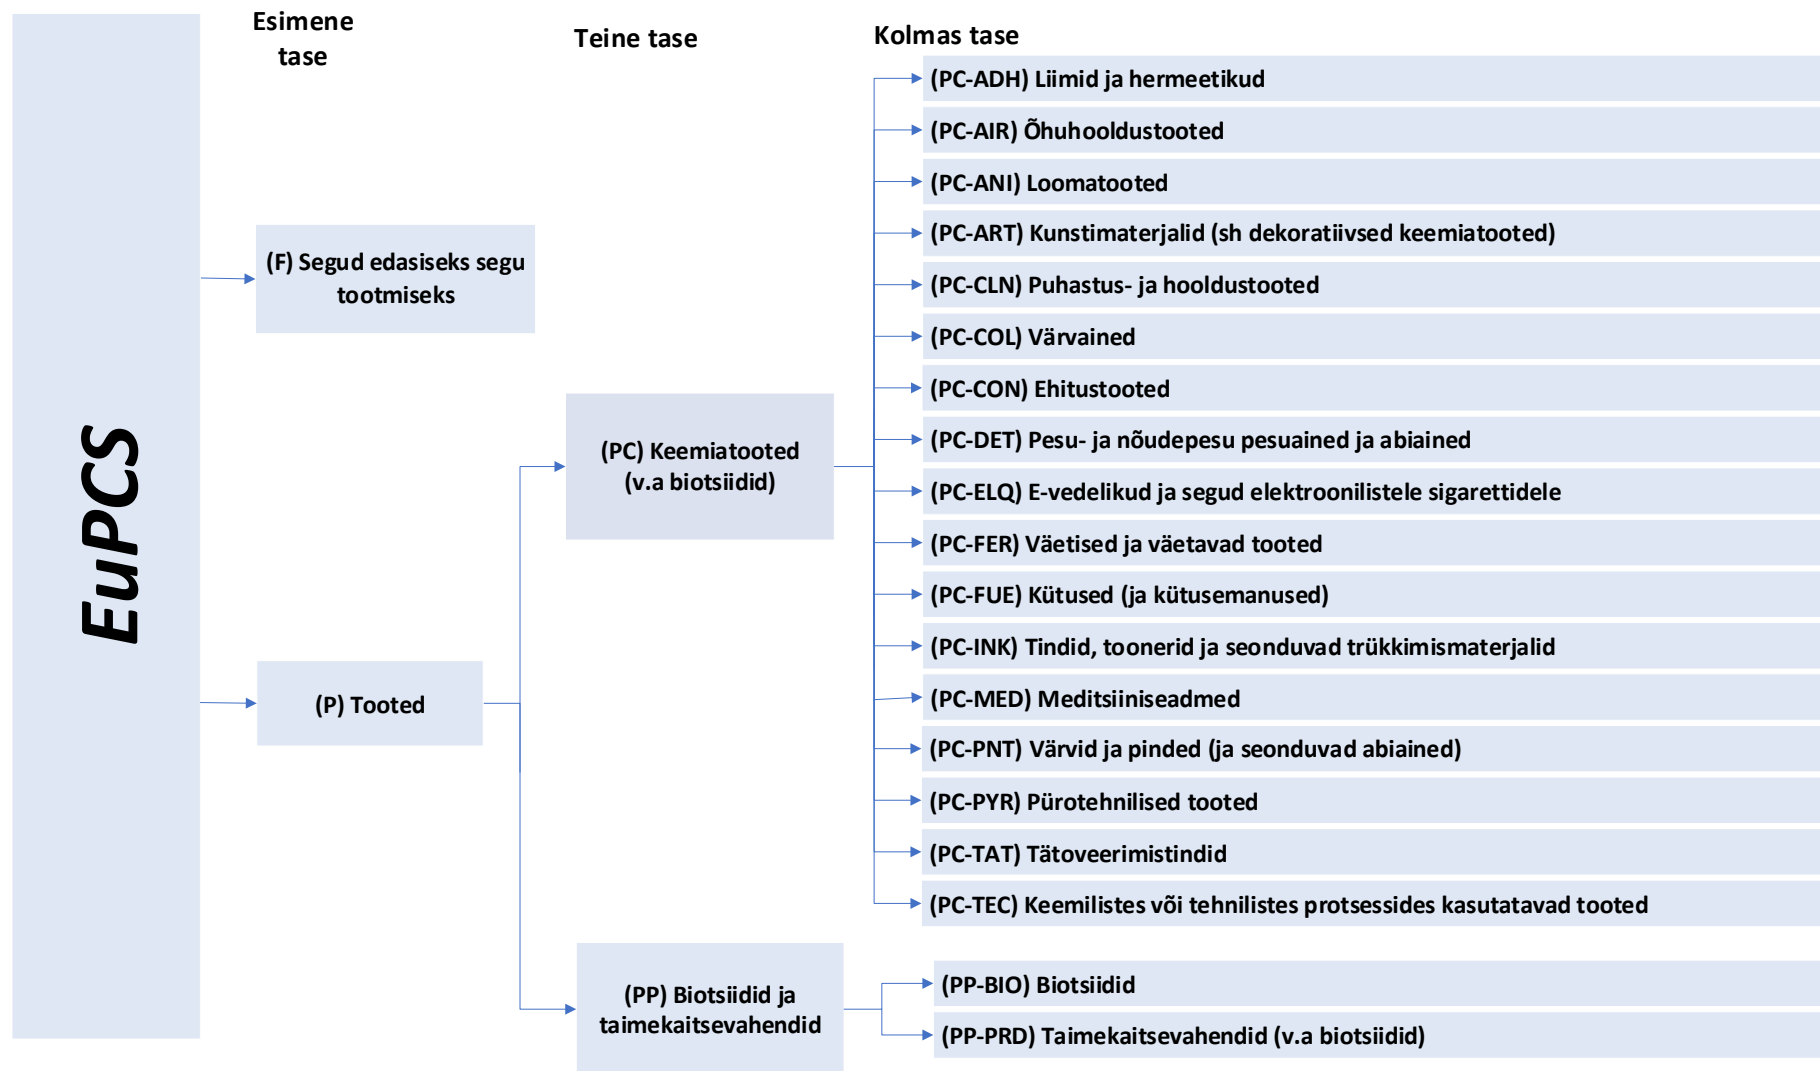 EuPCS
Esimene
tase
Teine tase
Kolmas tase
(F) Segud edasiseks segu
tootmiseks
(P) Tooted
(PC) Keemiatooted
(v.a biotsiidid)
(PC-ADH) Liimid ja hermeetikud
(PC-AIR) Õhuhooldustooted
(PC-ANI) Loomatooted
(PC-ART) Kunstimaterjalid (sh dekoratiivsed keemiatooted)
(PC-CLN) Puhastus- ja hooldustooted
(PC-COL) Värvained
(PC-CON) Ehitustooted
(PC-DET) Pesu- ja nõudepesu pesuained ja abiained
(PC-ELQ) E-vedelikud ja segud elektroonilistele sigarettidele
(PC-FER) Väetised ja väetavad tooted
(PC-FUE) Kütused (ja kütusemanused)
(PC-INK) Tindid, toonerid ja seonduvad trükkimismaterjalid
(PC-MED) Meditsiiniseadmed
(PC-PNT) Värvid ja pinded (ja seonduvad abiained)
(PC-PYR) Pürotehnilised tooted
(PC-TAT) Tätoveerimistindid
(PC-TEC) Keemilistes või tehnilistes protsessides kasutatavad tooted
(PP) Biotsiidid ja
taimekaitsevahendid
(PP-BIO) Biotsiidid
(PP-PRD) Taimekaitsevahendid (v.a biotsiidid)